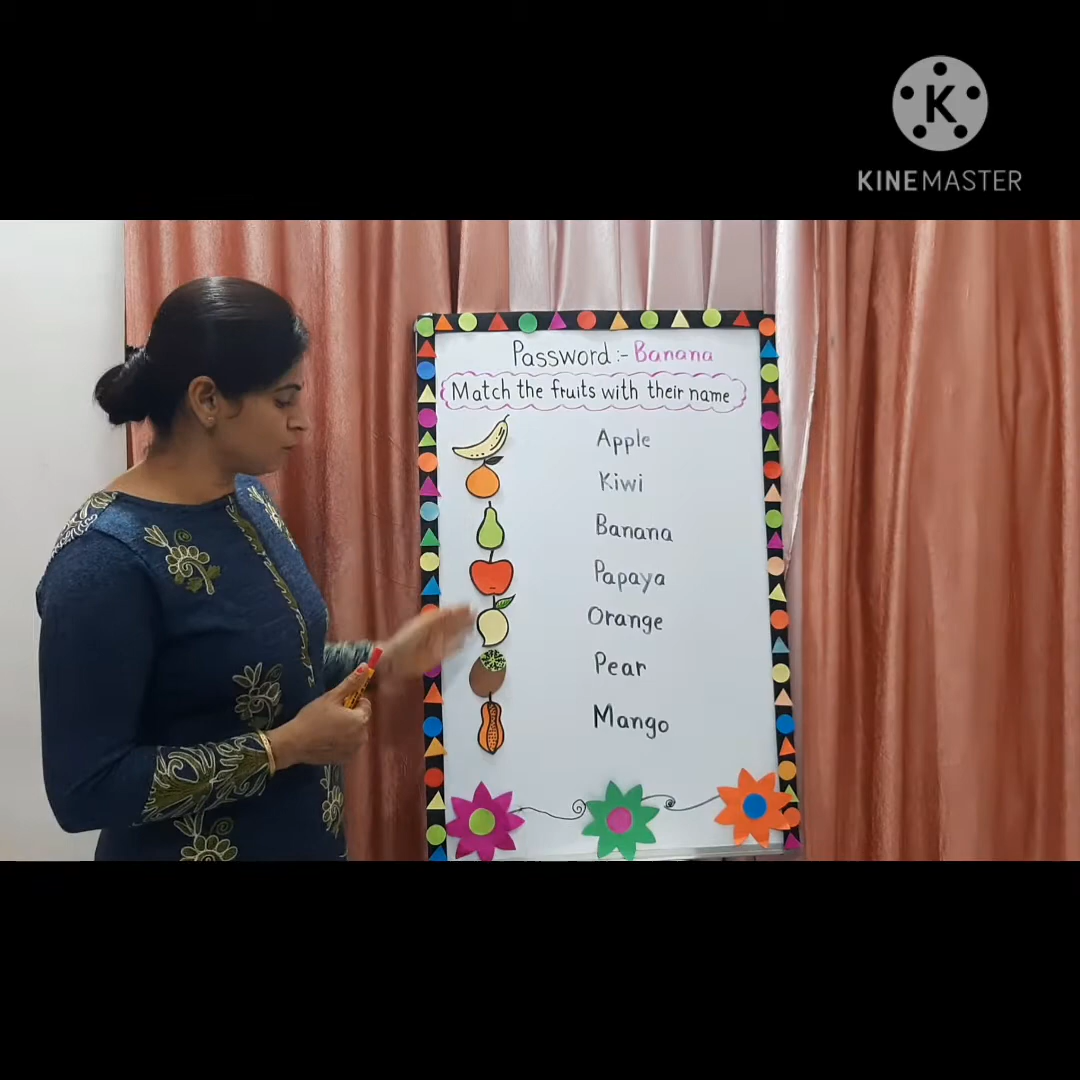 K
KINEMASTER
Password :- Banana
Match the fruits with their name
Apple
Kiwi
Banana
Papaya
Orange
Pear
Mango